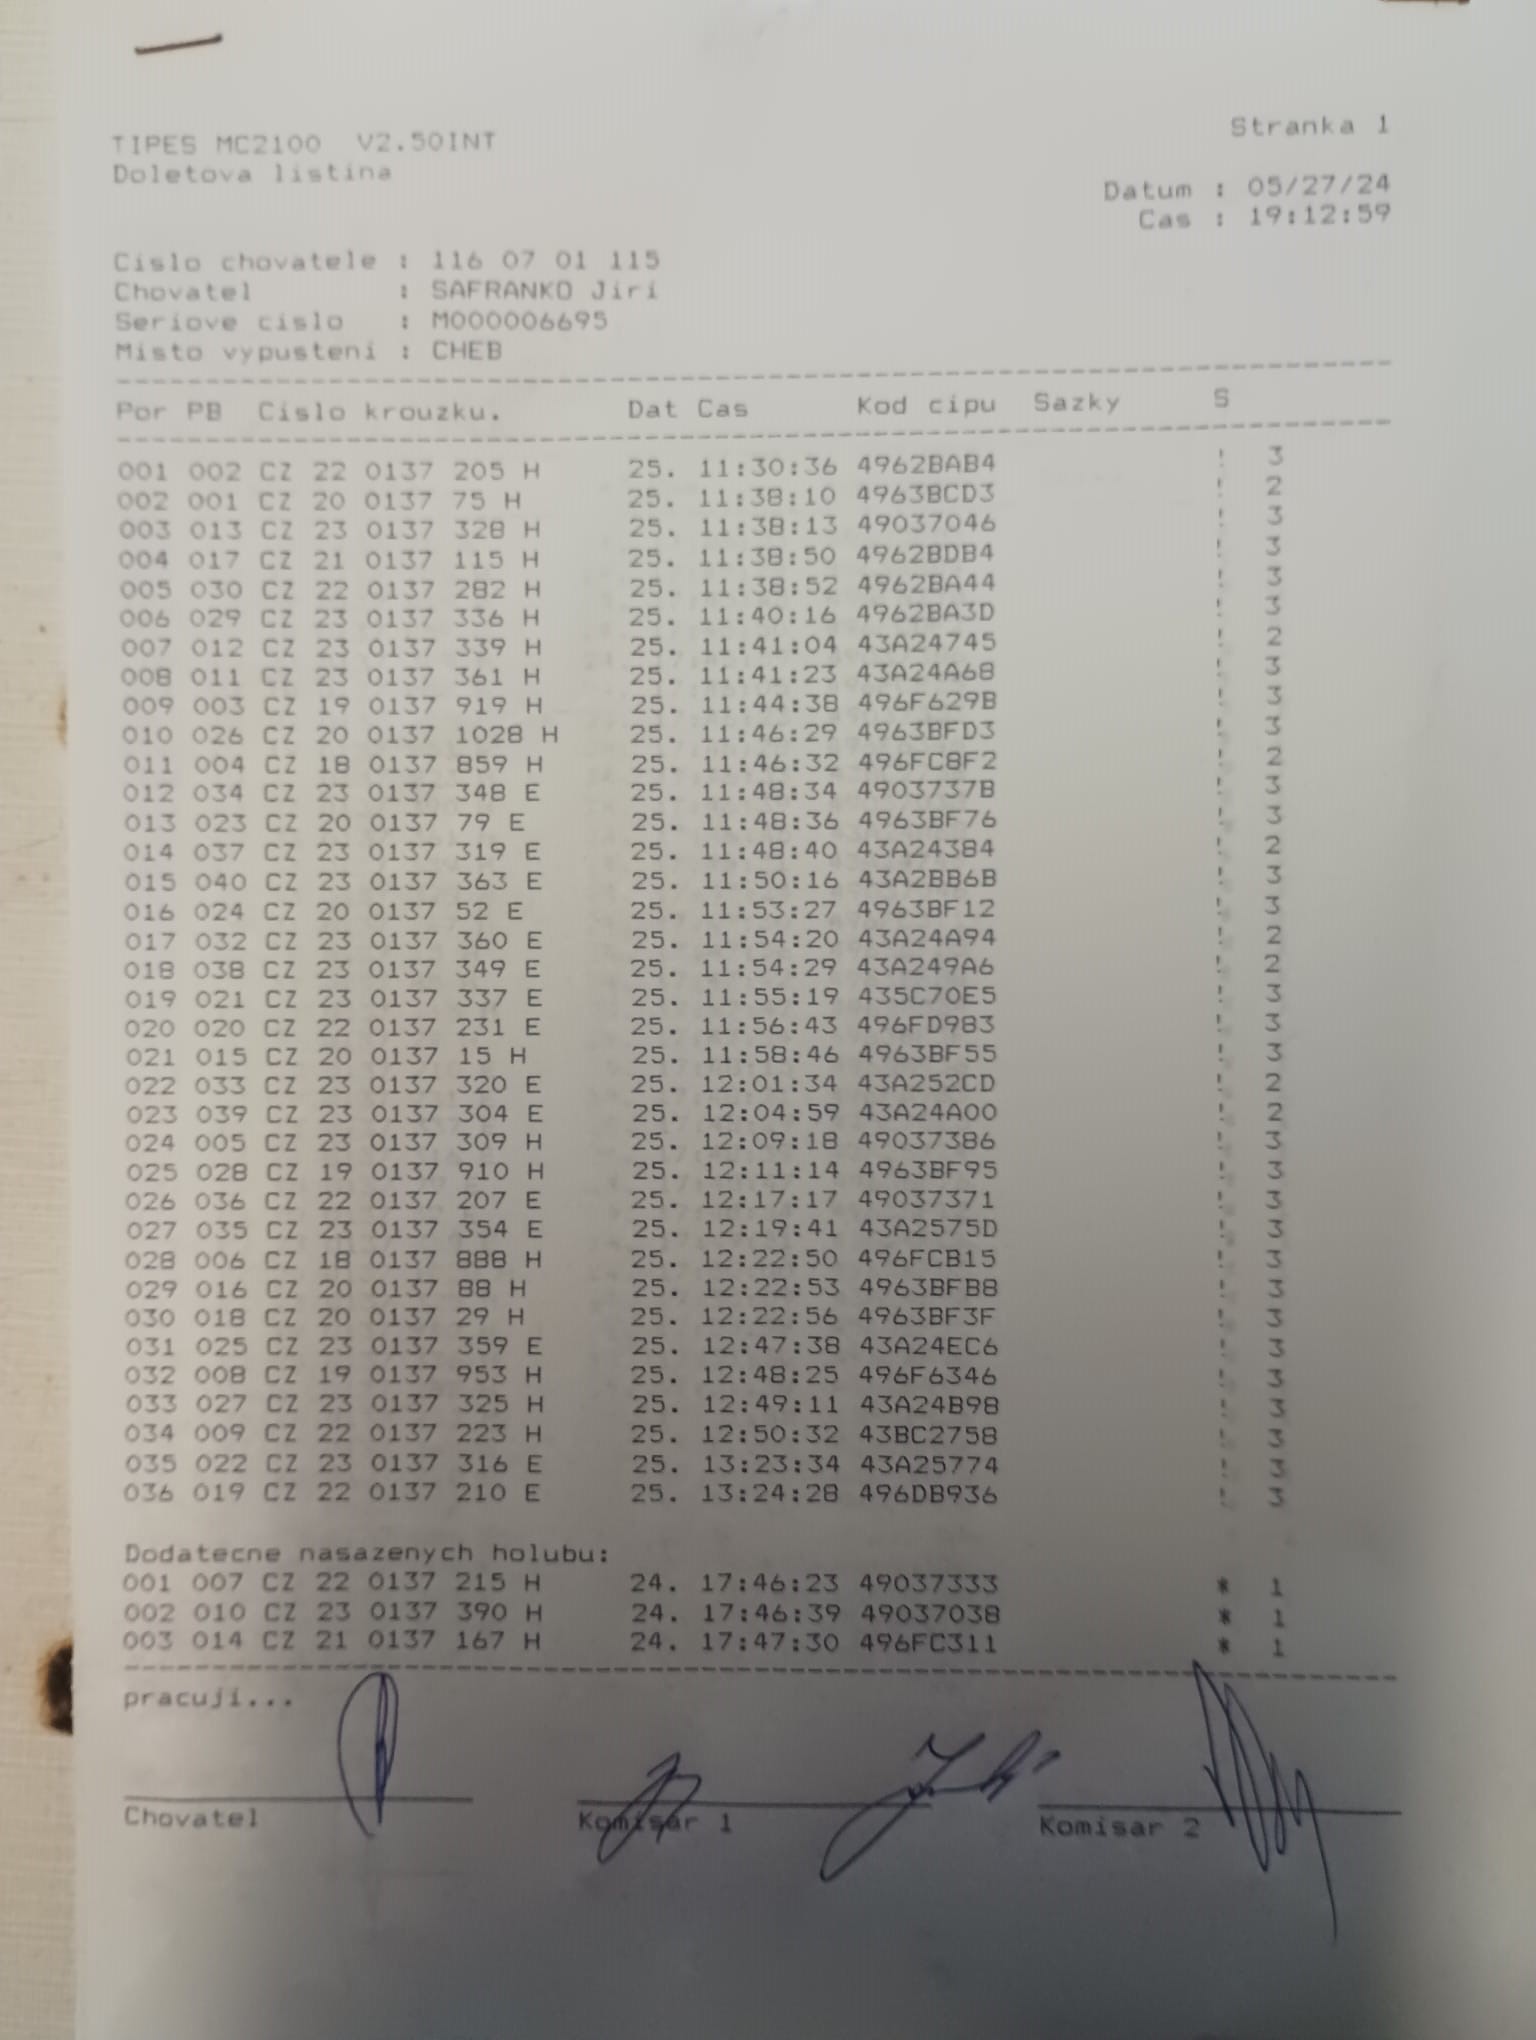 TIPES MC2100 V2.50INT
Stranka 1
Doletova listina
Datum : 05/27/24
Cas : 19:12:59
Cislo chovatele : 116 07 01 115
Chovatel : SAFRANKO Jiri
Seriove cislo : M000006695
Misto vypusteni : CHEB
Por PB Cislo krouzku. Dat Cas Kod cipu Sazky S
001 002 CZ 22 0137 205 H 25. 11:30:36 4962BAB4 ! 3
002 001 CZ 20 0137 75 H 25. 11:38:10 4963BCD3 ! 2
003 013 CZ 23 0137 328 H 25. 11:38:13 49037046 ! 3
004 017 CZ 21 0137 115 H 25. 11:38:50 4962BDB4 ! 3
005 030 CZ 22 0137 282 H 25. 11:38:52 4962BA44 ! 3
006 029 CZ 23 0137 336 H 25. 11:40:16 4962BA3D ! 3
007 012 CZ 23 0137 339 H 25. 11:41:04 43A24745 ! 2
008 011 CZ 23 0137 361 H 25. 11:41:23 43A24A68 ! 3
009 003 CZ 19 0137 919 H 25. 11:44:38 496F629B ! 3
010 026 CZ 20 0137 1028 H 25. 11:46:29 4963BFD3 ! 3
011 004 CZ 18 0137 859 H 25. 11:46:32 496FC8F2 ! 2
012 034 CZ 23 0137 348 E 25. 11:48:34 4903737B ! 3
013 023 CZ 20 0137 79 E 25. 11:48:36 4963BF76 ! 3
014 037 CZ 23 0137 319 E 25. 11:48:40 43A24384 ! 2
015 040 CZ 23 0137 363 E 25. 11:50:16 43A2BB6B ! 3
016 024 CZ 20 0137 52 E 25. 11:53:27 4963BF12 ! 3
017 032 CZ 23 0137 360 E 25. 11:54:20 43A24A94 ! 2
018 038 CZ 23 0137 349 E 25. 11:54:29 43A249A6 ! 2
019 021 CZ 23 0137 337 E 25. 11:55:19 435C70E5 ! 3
020 020 CZ 22 0137 231 E 25. 11:56:43 496FD983 ! 3
021 015 CZ 20 0137 15 H 25. 11:58:46 4963BF55 ! 3
022 033 CZ 23 0137 320 E 25. 12:01:34 43A252CD ! 2
023 039 CZ 23 0137 304 E 25. 12:04:59 43A24A00 ! 2
024 005 CZ 23 0137 309 H 25. 12:09:18 49037386 ! 3
025 028 CZ 19 0137 910 H 25. 12:11:14 4963BF95 ! 3
026 036 CZ 22 0137 207 E 25. 12:17:17 49037371 ! 3
027 035 CZ 23 0137 354 E 25. 12:19:41 43A2575D ! 3
028 006 CZ 18 0137 888 H 25. 12:22:50 496FCB15 ! 3
029 016 CZ 20 0137 88 H 25. 12:22:53 4963BFB8 ! 3
030 018 CZ 20 0137 29 H 25. 12:22:56 4963BF3F ! 3
031 025 CZ 23 0137 359 E 25. 12:47:38 43A24EC6 ! 3
032 008 CZ 19 0137 953 H 25. 12:48:25 496F6346 ! 3
033 027 CZ 23 0137 325 H 25. 12:49:11 43A24B98 ! 3
034 009 CZ 22 0137 223 H 25. 12:50:32 43BC2758 ! 3
035 022 CZ 23 0137 316 E 25. 13:23:34 43A25774 ! 3
036 019 CZ 22 0137 210 E 25. 13:24:28 496DB936 ! 3
Dodatecne nasazenych holubu:
001 007 CZ 22 0137 215 H 24. 17:46:23 49037333 * 1
002 010 CZ 23 0137 390 H 24. 17:46:39 49037038 * 1
003 014 CZ 21 0137 167 H 24. 17:47:30 496FC311 * 1
pracuji...
Chovatel Komisar 1 Komisar 2